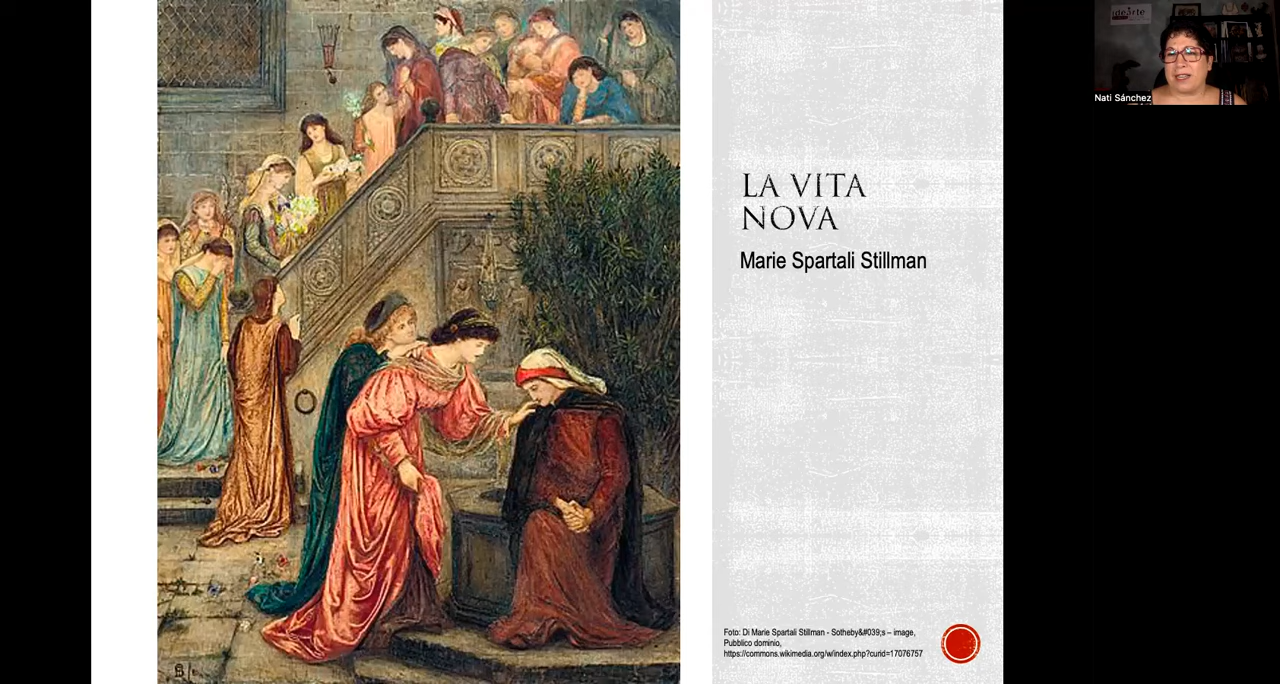 LA VITA
NOVA
Marie Spartali Stillman
Foto: Di Marie Spartali Stillman - Sotheby&#039;s – image,
Pubblico dominio,
https://commons.wikimedia.org/w/index.php?curid=17076757
idearte
Nati Sánchez